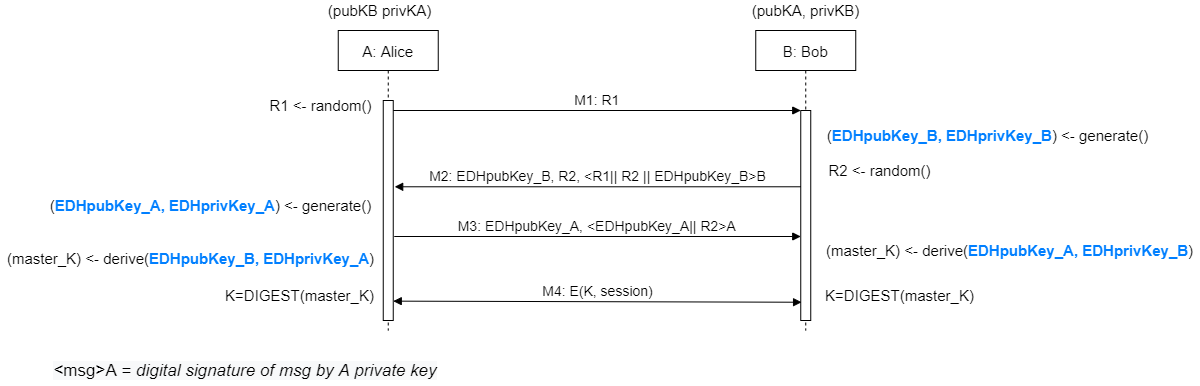 (pubKB privKA)
(pubKA, privKB)
A: Alice
B: Bob
R1 <- random()
M1: R1
(EDHpubKey_B, EDHprivKey_B) <- generate()
R2 <- random()
M2: EDHpubKey_B, R2, <R1|| R2 || EDHpubKey_B>B
(EDHpubKey_A, EDHprivKey_A) <- generate()
M3: EDHpubKey_A, <EDHpubKey_A|| R2>A
(master_K) <- derive(EDHpubKey_A, EDHprivKey_B)
(master_K) <- derive(EDHpubKey_B, EDHprivKey_A)
K=DIGEST(master_K)
M4: E(K, session)
K=DIGEST(master_K)
<msg>A = digital signature of msg by A private key